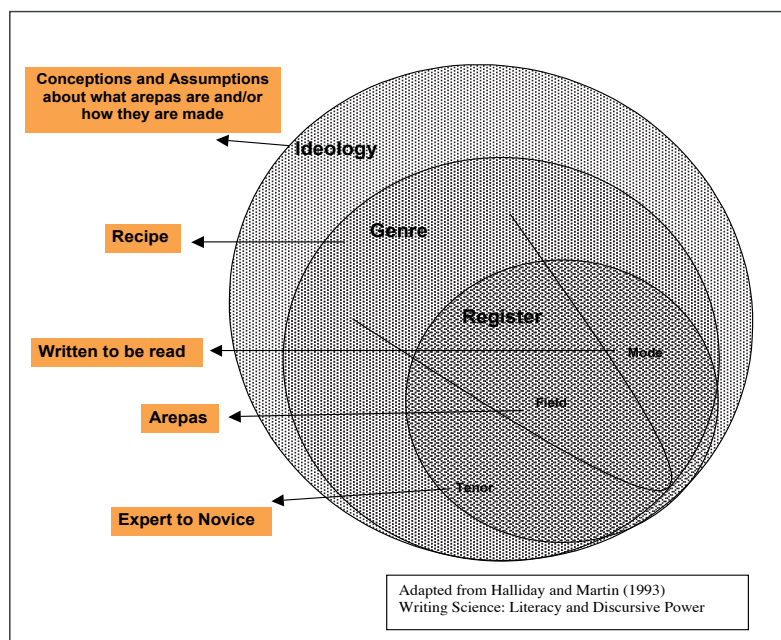 Conceptions and Assumptions
about what arepas are and/or
how they are made
Ideology
Recipe
Genre
Register
Written to be read
Mode
Arepas
Field
Tenor
Expert to Novice
Adapted from Halliday and Martin (1993)
Writing Science: Literacy and Discursive Power